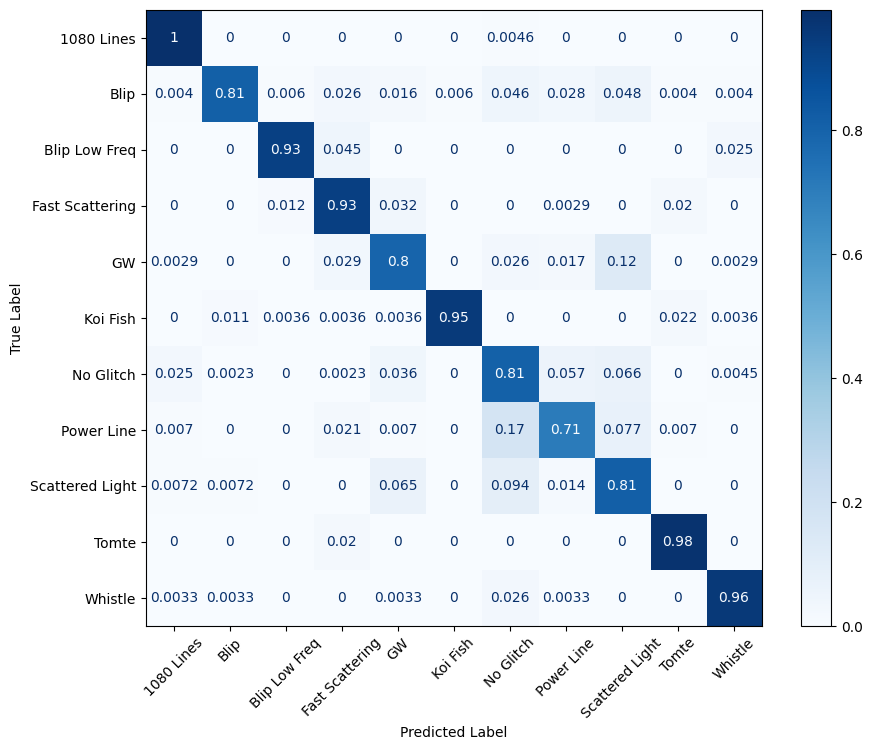 1080 Lines 1 0 0 0 0 0 0.0046 0 0 0 0
Blip 0.004 0.81 0.006 0.026 0.016 0.006 0.046 0.028 0.048 0.004 0.004
Blip Low Freq 0 0 0.93 0.045 0 0 0 0 0 0 0.025
Fast Scattering 0 0 0.012 0.93 0.032 0 0 0.0029 0 0.02 0
GW 0.0029 0 0 0.029 0.8 0 0.026 0.017 0.12 0 0.0029
Koi Fish 0 0.011 0.0036 0.0036 0.0036 0.95 0 0 0 0.022 0.0036
No Glitch 0.025 0.0023 0 0.0023 0.036 0 0.81 0.057 0.066 0 0.0045
Power Line 0.007 0 0 0.021 0.007 0 0.17 0.71 0.077 0.007 0
Scattered Light 0.0072 0.0072 0 0 0.065 0 0.094 0.014 0.81 0 0
Tomte 0 0 0 0.02 0 0 0 0 0 0.98 0
Whistle 0.0033 0.0033 0 0 0.0033 0 0.026 0.0033 0 0 0.96
True Label
1080 Lines Blip Blip Low Freq Fast Scattering GW Koi Fish No Glitch Power Line Scattered Light Tomte Whistle
Predicted Label
0.8
0.6
0.4
0.2
0.0